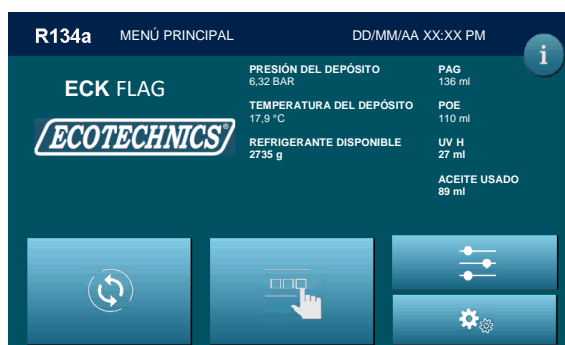 R134a MENÚ PRINCIPAL DD/MM/AA XX:XX PM
i
ECK FLAG
ECOTECHNICS®
PRESIÓN DEL DEPÓSITO
6,32 BAR
TEMPERATURA DEL DEPÓSITO
17,9 °C
REFRIGERANTE DISPONIBLE
2735 g
PAG
136 ml
POE
110 ml
UV H
27 ml
ACEITE USADO
89 ml